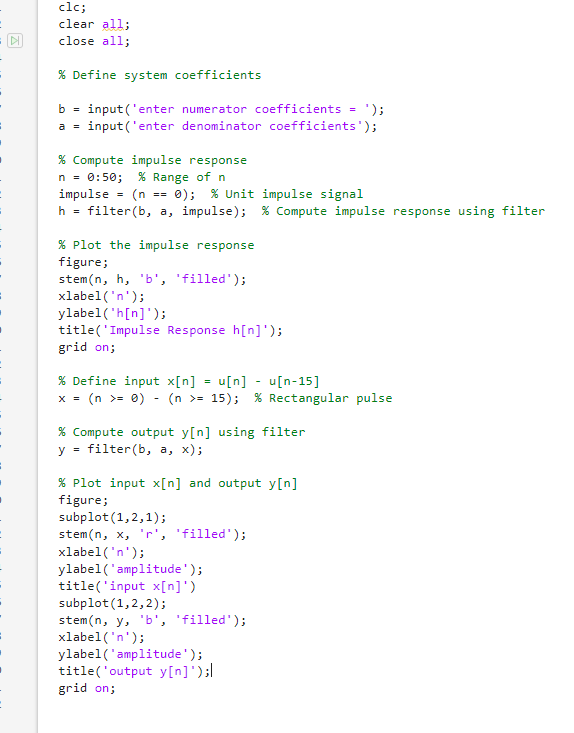 clc;
clear all;
close all;
% Define system coefficients
b = input('enter numerator coefficients = ');
a = input('enter denominator coefficients');
% Compute impulse response
n = 0:50;  % Range of n
impulse = (n == 0);  % Unit impulse signal
h = filter(b, a, impulse);  % Compute impulse response using filter
% Plot the impulse response
figure;
stem(n, h, 'b', 'filled');
xlabel('n');
ylabel('h[n]');
title('Impulse Response h[n]');
grid on;
% Define input x[n] = u[n] - u[n-15]
x = (n >= 0) - (n >= 15);  % Rectangular pulse
% Compute output y[n] using filter
y = filter(b, a, x);
% Plot input x[n] and output y[n]
figure;
subplot(1,2,1);
stem(n, x, 'r', 'filled');
xlabel('n');
ylabel('amplitude');
title('input x[n]')
subplot(1,2,2);
stem(n, y, 'b', 'filled');
xlabel('n');
ylabel('amplitude');
title('output y[n]');
grid on;